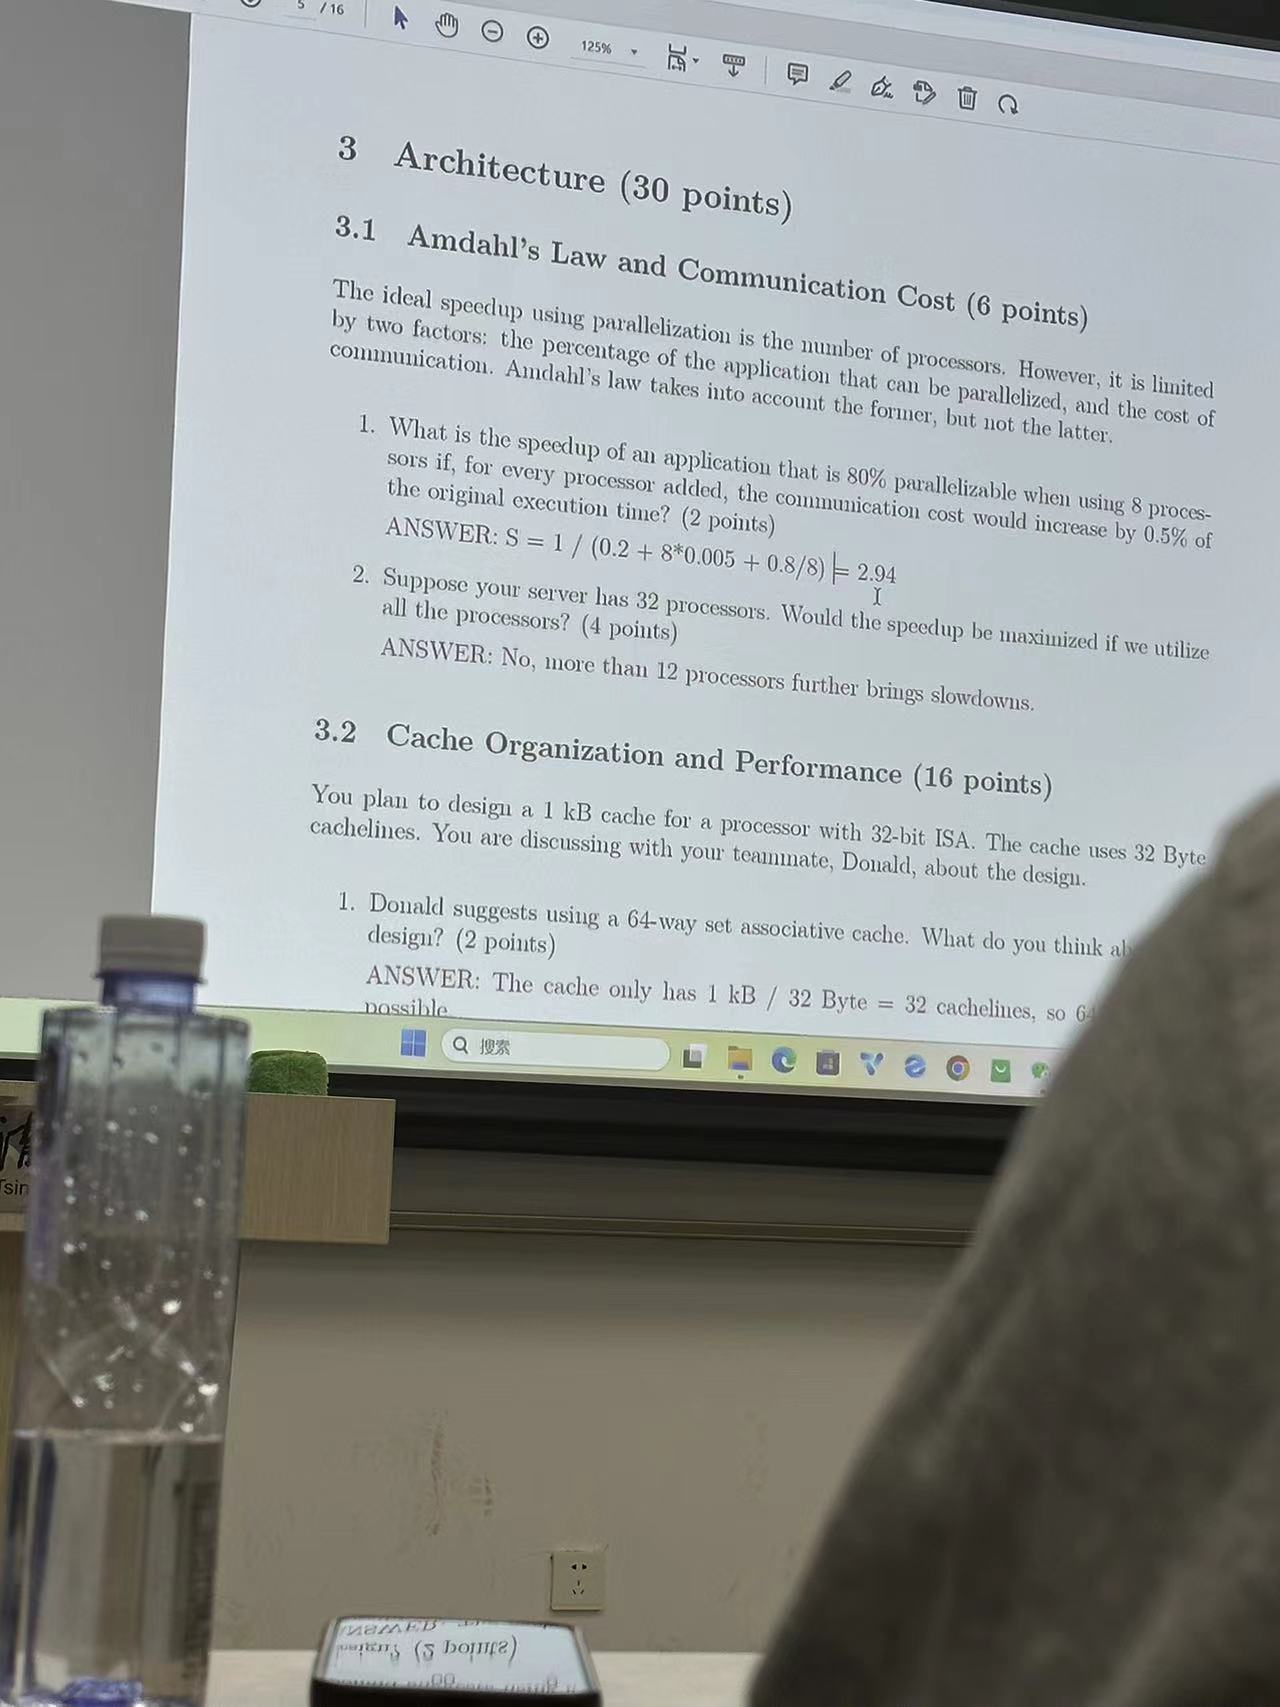 5 / 16
125%
3 Architecture (30 points)
3.1 Amdahl's Law and Communication Cost (6 points)
The ideal speedup using parallelization is the number of processors. However, it is limited
by two factors: the percentage of the application that can be parallelized, and the cost of
communication. Amdahl's law takes into account the former, but not the latter.
1. What is the speedup of an application that is 80% parallelizable when using 8 proces-
sors if, for every processor added, the communication cost would increase by 0.5% of
the original execution time? (2 points)
ANSWER: S = 1 / (0.2 + 8*0.005 + 0.8/8) = 2.94
2. Suppose your server has 32 processors. Would the speedup be maximized if we utilize
all the processors? (4 points)
ANSWER: No, more than 12 processors further brings slowdowns.
3.2 Cache Organization and Performance (16 points)
You plan to design a 1 kB cache for a processor with 32-bit ISA. The cache uses 32 Byte
cachelines. You are discussing with your teammate, Donald, about the design.
1. Donald suggests using a 64-way set associative cache. What do you think
design? (2 points)
ANSWER: The cache only has 1 kB / 32 Byte = 32 cachelines, so
possible
搜索
(2 points)